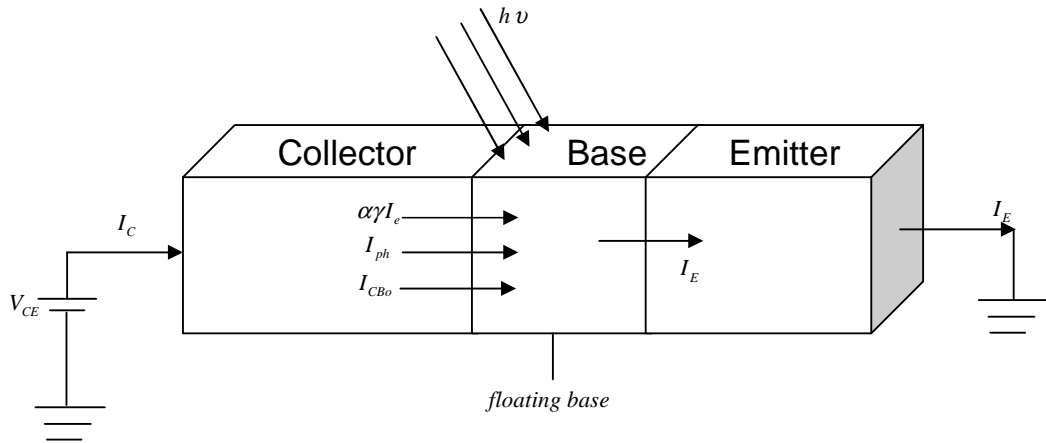 hυ
Collector Base Emitter
αγI_e
I_C
I_E
I_ph
I_E
I_CBo
V_CE
floating base